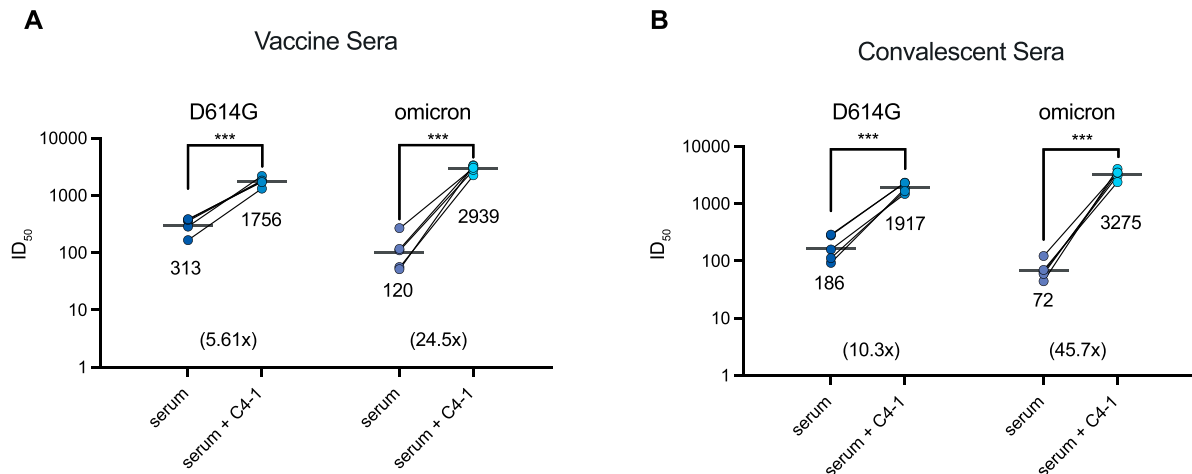 A
Vaccine Sera
D614G
omicron
***
***
ID50
10000
1000
100
10
1
313
1756
120
2939
(5.61x)
(24.5x)
serum
serum + C4-1
serum
serum + C4-1
B
Convalescent Sera
D614G
omicron
***
***
ID50
10000
1000
100
10
1
186
1917
72
3275
(10.3x)
(45.7x)
serum
serum + C4-1
serum
serum + C4-1